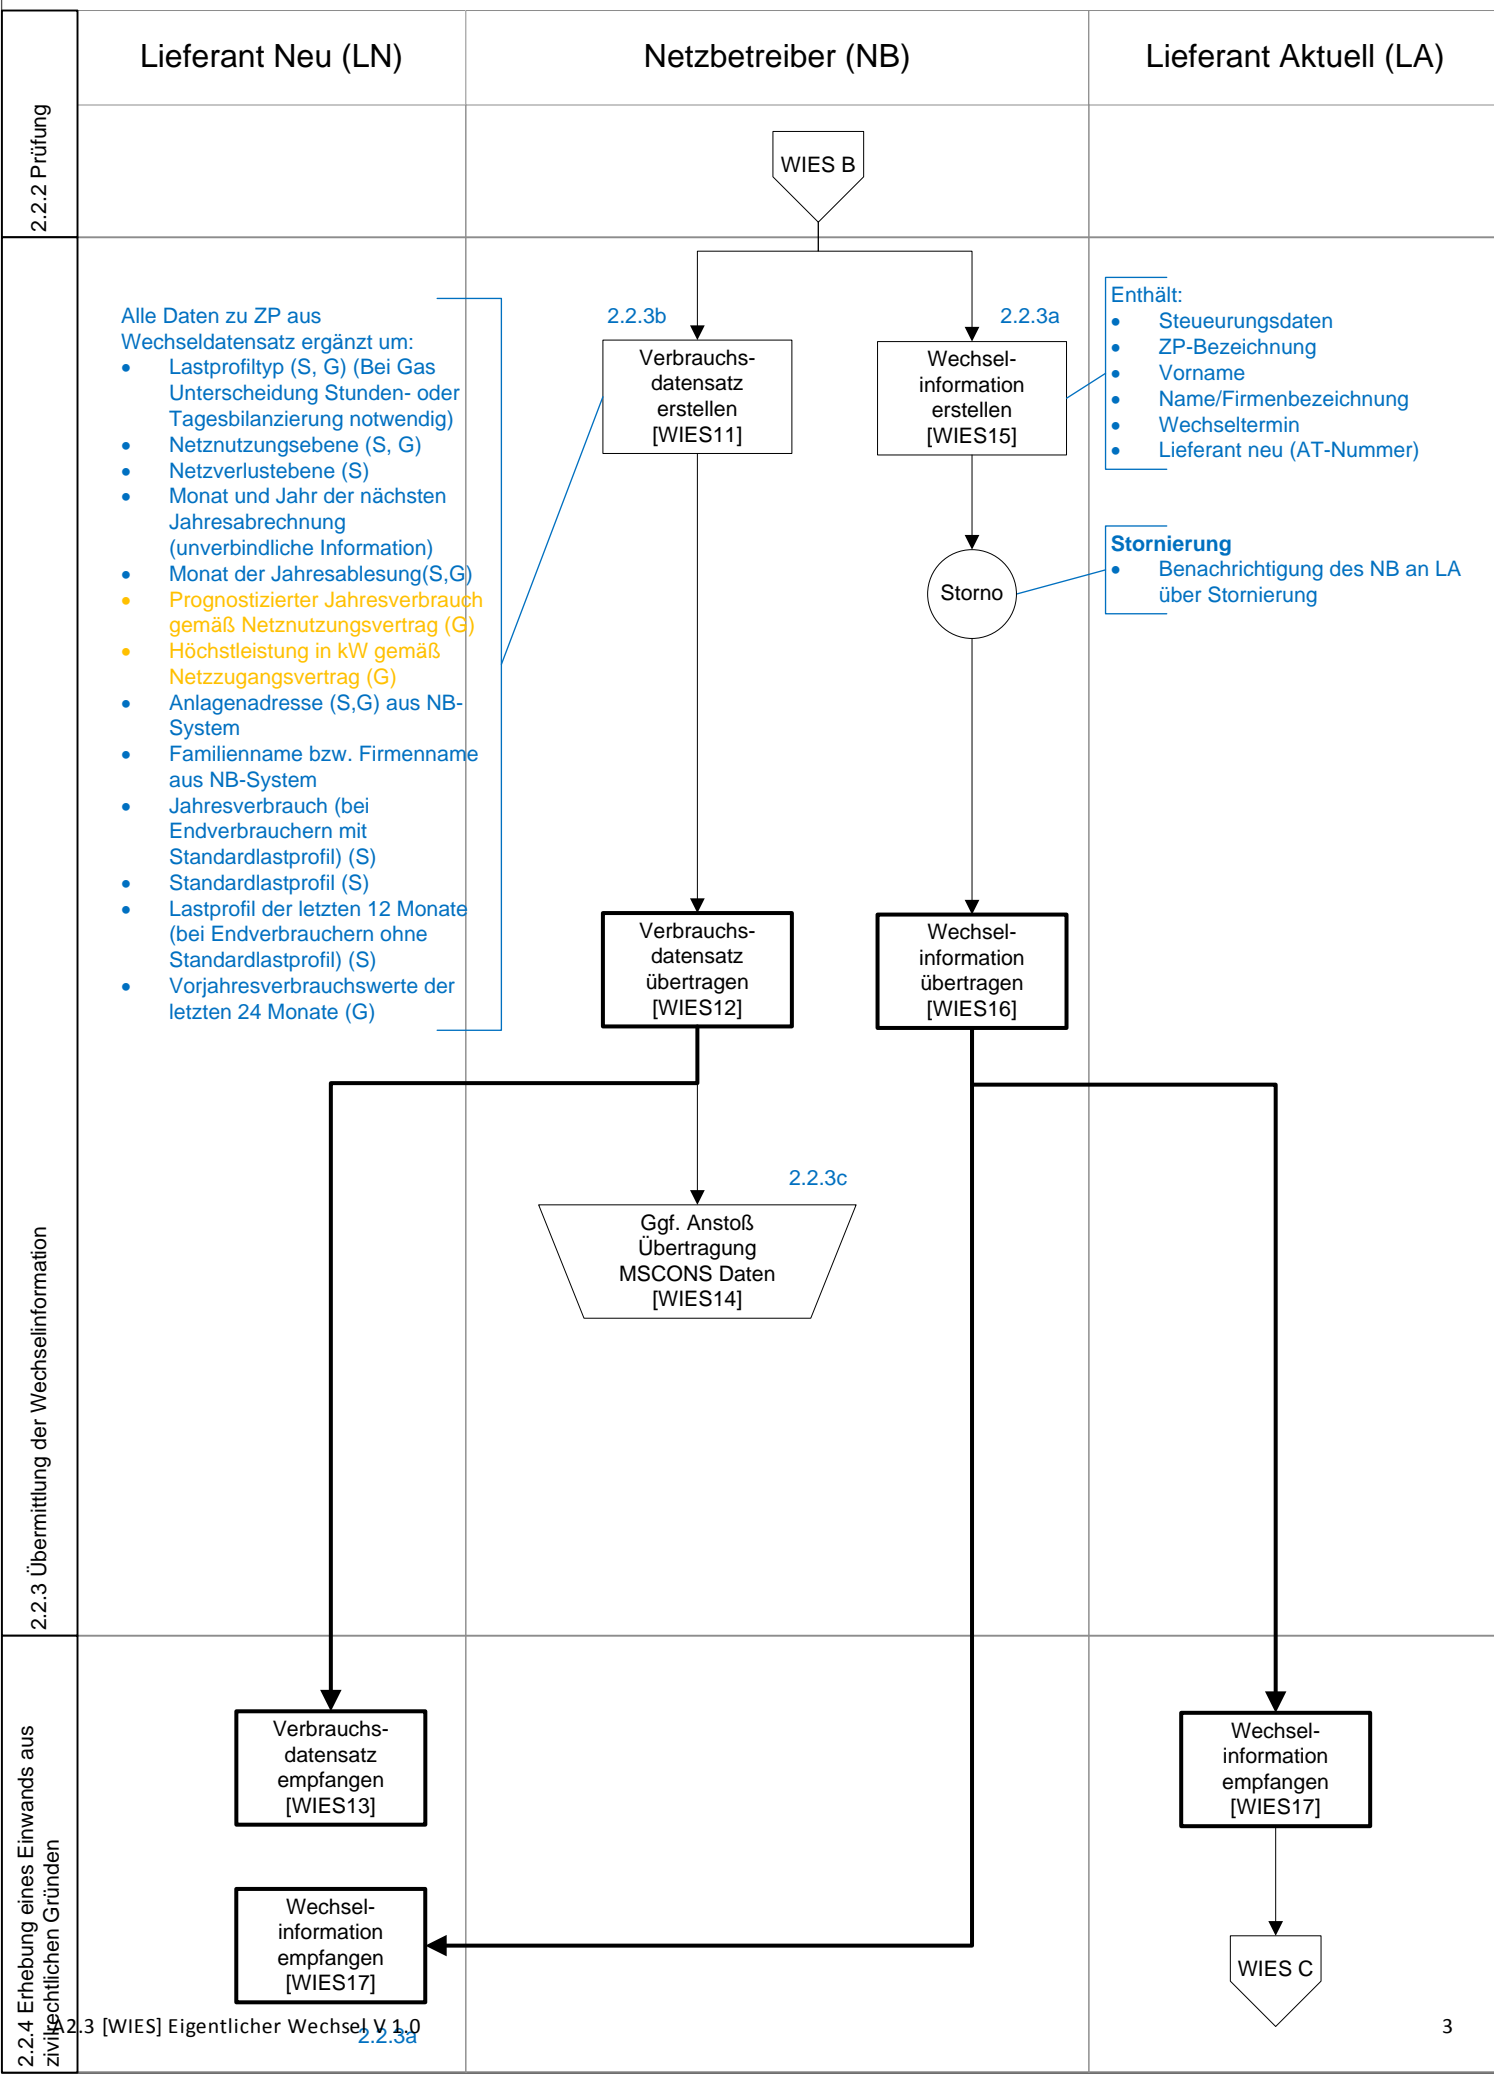 Lieferant Neu (LN)
Netzbetreiber (NB)
Lieferant Aktuell (LA)
2.2.2 Prüfung
WIES B
2.2.3 Übermittlung der Wechselinformation
Alle Daten zu ZP aus
Wechseldatensatz ergänzt um:
• Lastprofiltyp (S, G) (Bei Gas
Unterscheidung Stunden- oder
Tagesbilanzierung notwendig)
• Netznutzungsebene (S, G)
• Netzverlustebene (S)
• Monat und Jahr der nächsten
Jahresabrechnung
(unverbindliche Information)
• Monat der Jahresablesung(S,G)
• Prognostizierter Jahresverbrauch
gemäß Netznutzungsvertrag (G)
• Höchstleistung in kW gemäß
Netzzugangsvertrag (G)
• Anlagenadresse (S,G) aus NB-
System
• Familienname bzw. Firmenname
aus NB-System
• Jahresverbrauch (bei
Endverbrauchern mit
Standardlastprofil) (S)
• Standardlastprofil (S)
• Lastprofil der letzten 12 Monate
(bei Endverbrauchern ohne
Standardlastprofil) (S)
• Vorjahresverbrauchswerte der
letzten 24 Monate (G)
2.2.3b
Verbrauchs-
datensatz
erstellen
[WIES11]
2.2.3a
Wechsel-
information
erstellen
[WIES15]
Enthält:
• Steueurungsdaten
• ZP-Bezeichnung
• Vorname
• Name/Firmenbezeichnung
• Wechseltermin
• Lieferant neu (AT-Nummer)
Storno
Stornierung
• Benachrichtigung des NB an LA
über Stornierung
Verbrauchs-
datensatz
übertragen
[WIES12]
Wechsel-
information
übertragen
[WIES16]
2.2.3c
Ggf. Anstoß
Übertragung
MSCONS Daten
[WIES14]
2.2.4 Erhebung eines Einwands aus
zivilrechtlichen Gründen
Verbrauchs-
datensatz
empfangen
[WIES13]
Wechsel-
information
empfangen
[WIES17]
Wechsel-
information
empfangen
[WIES17]
WIES C
2.2.3a
A2.3 [WIES] Eigentlicher Wechsel V 1.0
3